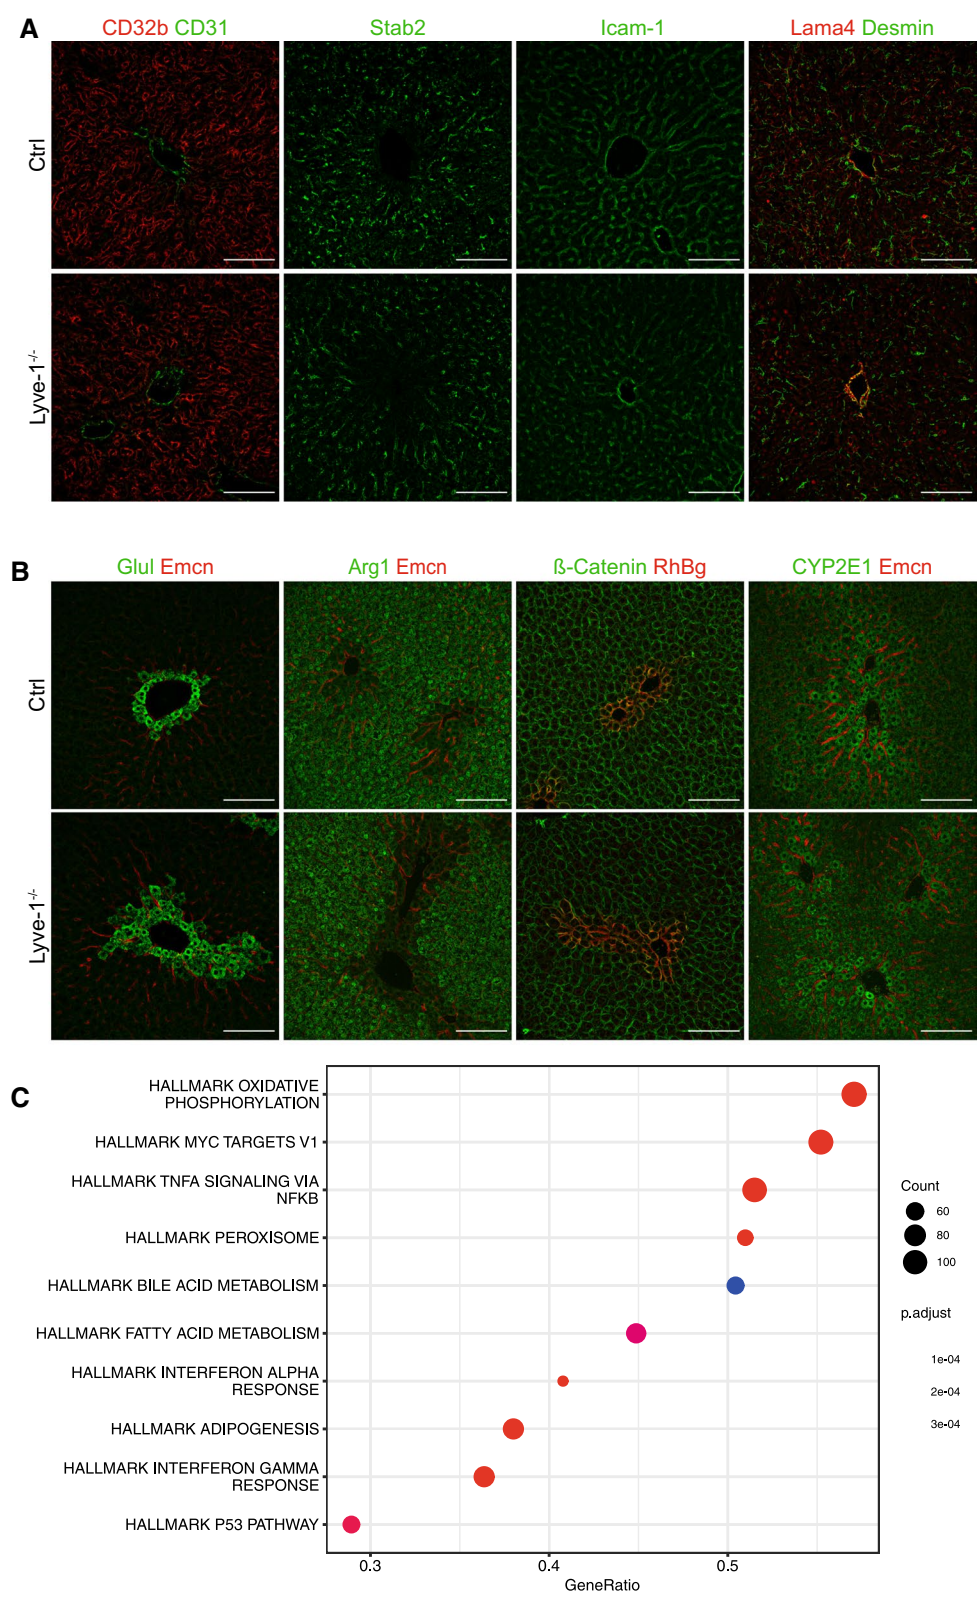 A
CD32b CD31
Stab2
Icam-1
Lama4 Desmin
Ctrl
Lyve-1-/-
B
Glul Emcn
Arg1 Emcn
ß-Catenin RhBg
CYP2E1 Emcn
Ctrl
Lyve-1-/-
C
HALLMARK OXIDATIVE
PHOSPHORYLATION
HALLMARK MYC TARGETS V1
HALLMARK TNFA SIGNALING VIA
NFKB
HALLMARK PEROXISOME
HALLMARK BILE ACID METABOLISM
HALLMARK FATTY ACID METABOLISM
HALLMARK INTERFERON ALPHA
RESPONSE
HALLMARK ADIPOGENESIS
HALLMARK INTERFERON GAMMA
RESPONSE
HALLMARK P53 PATHWAY
0.3
0.4
0.5
GeneRatio
Count
60
80
100
p.adjust
1e-04
2e-04
3e-04